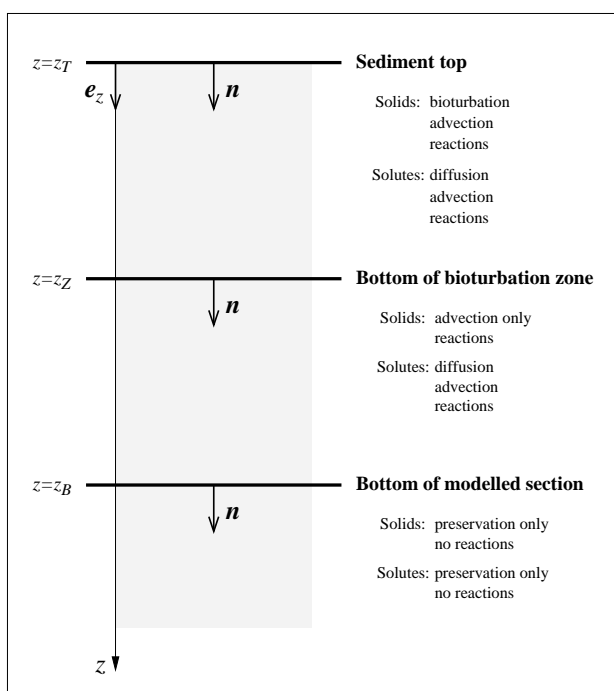 z=z_T
Sediment top
e_z
n
Solids: bioturbation
advection
reactions
Solutes: diffusion
advection
reactions
z=z_Z
Bottom of bioturbation zone
n
Solids: advection only
reactions
Solutes: diffusion
advection
reactions
z=z_B
Bottom of modelled section
n
Solids: preservation only
no reactions
Solutes: preservation only
no reactions
z